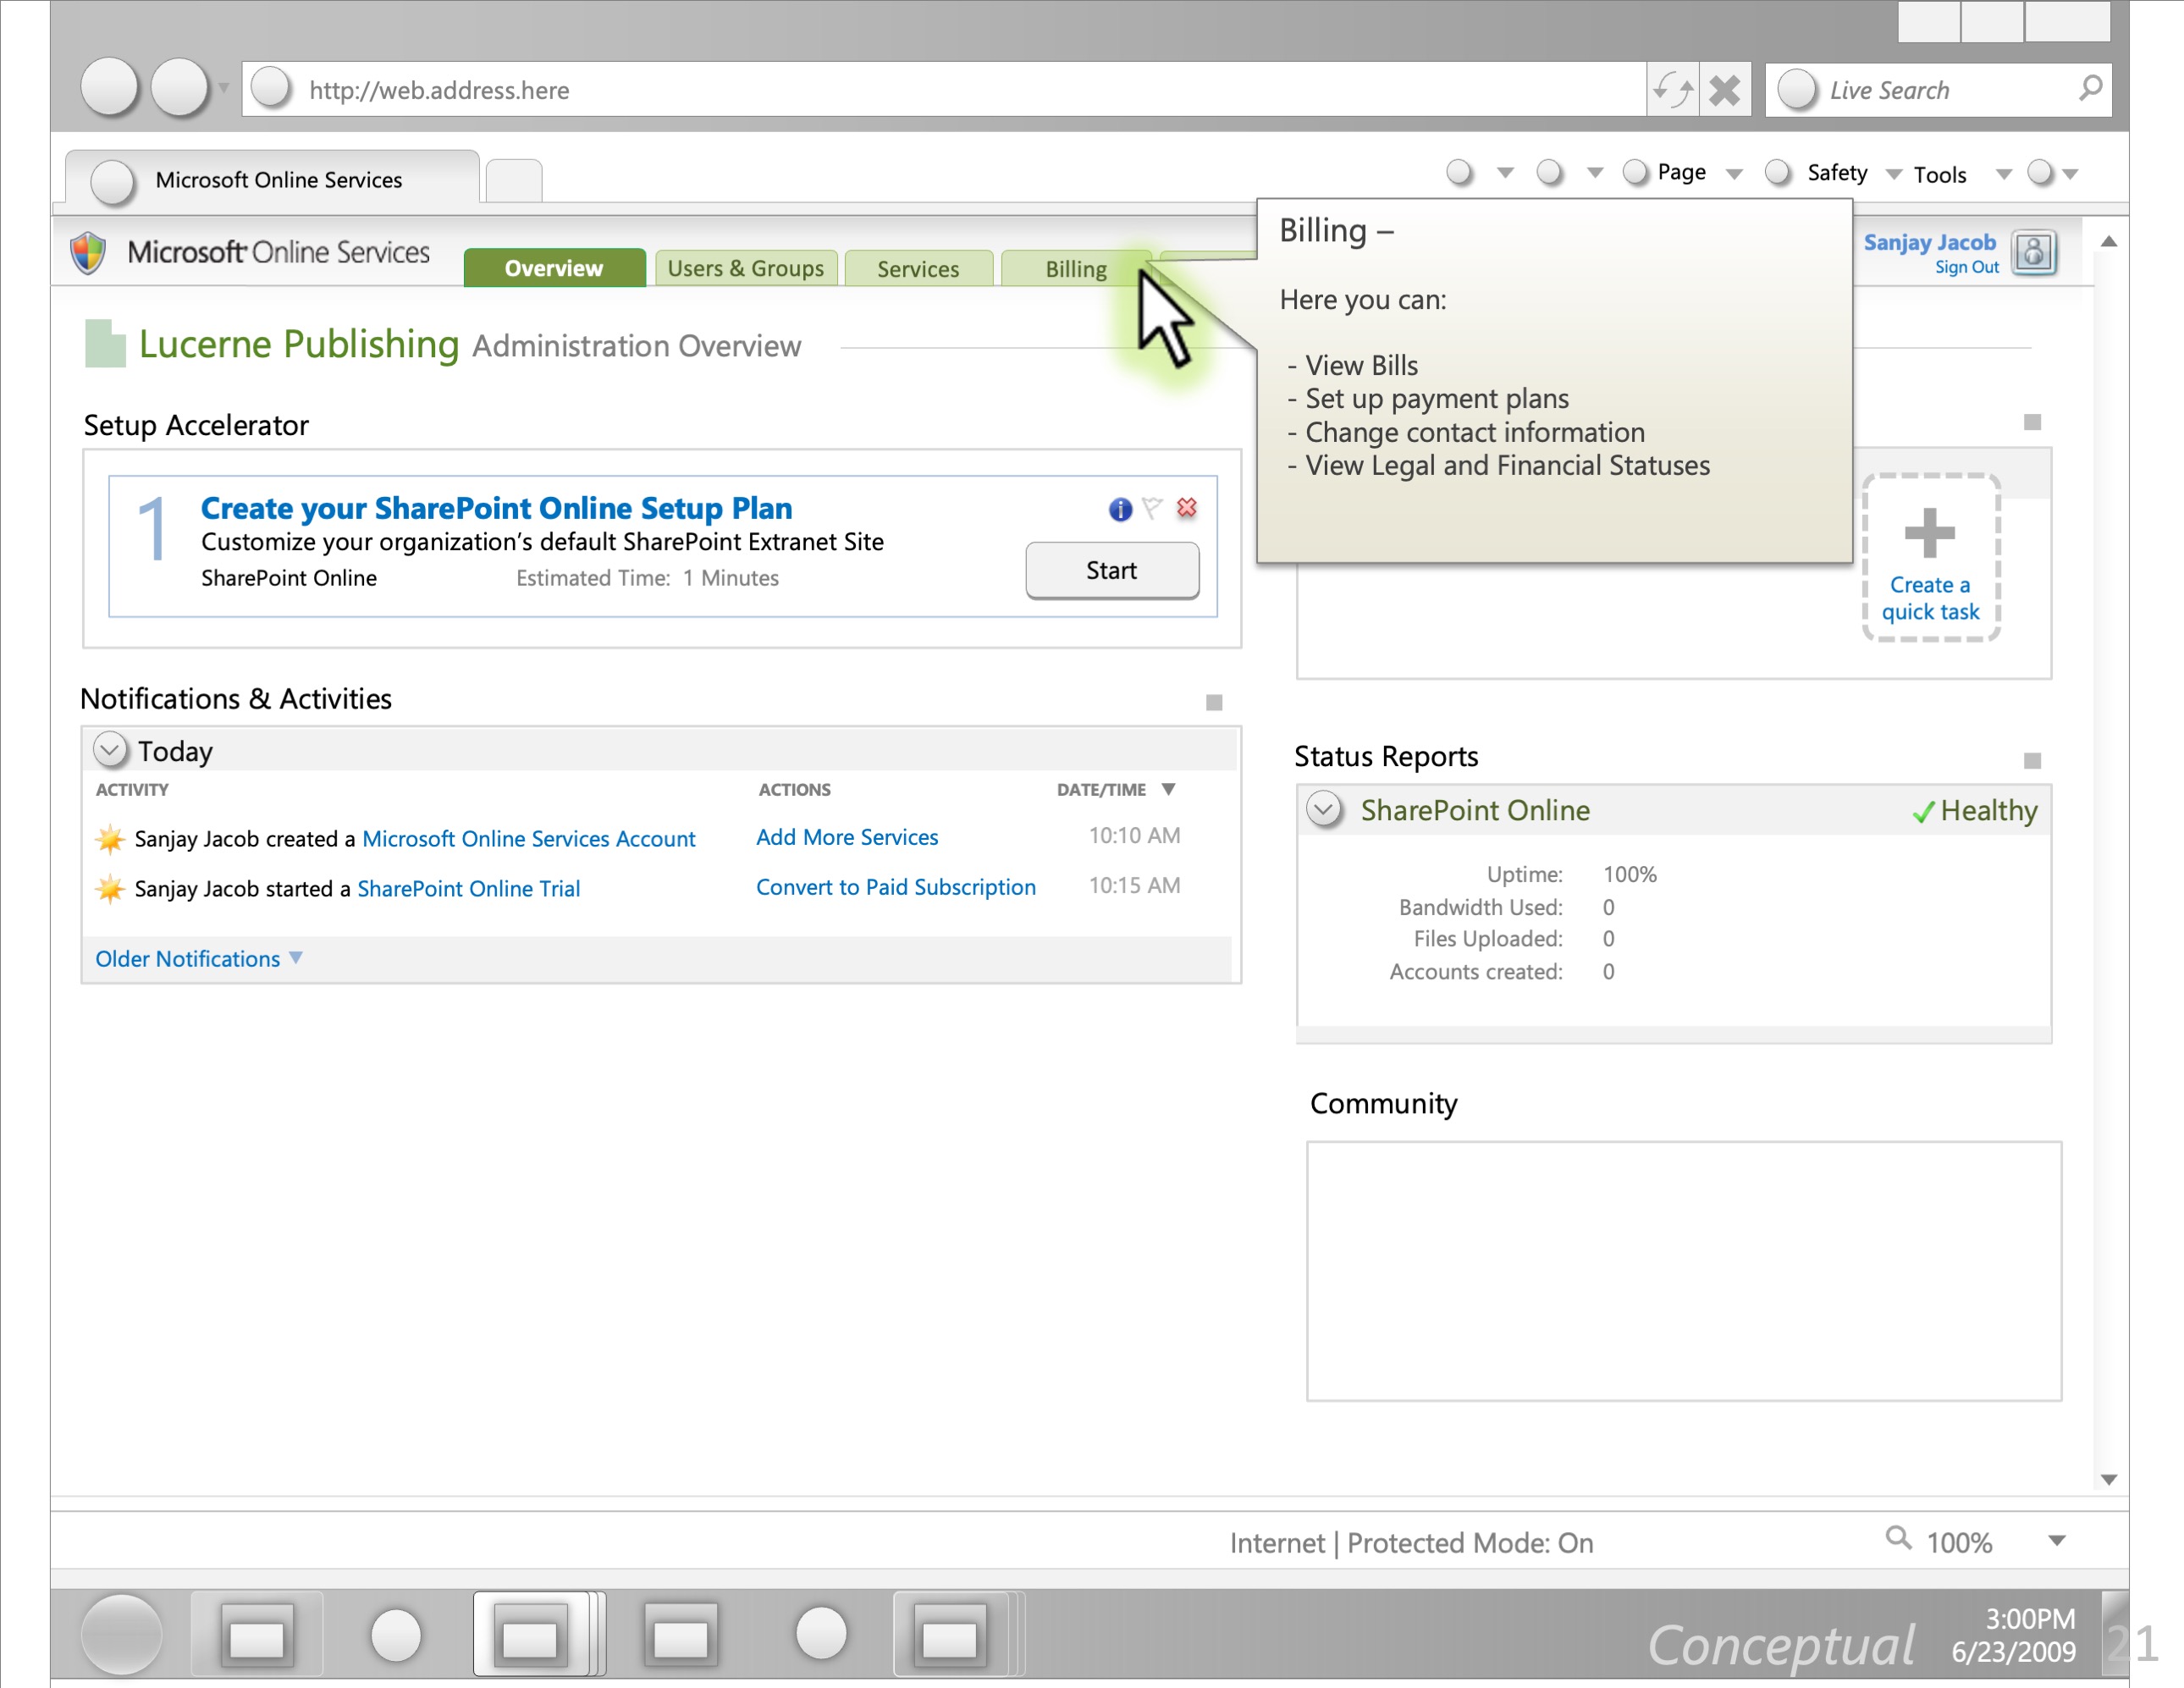 http://web.address.here
Live Search
Microsoft Online Services
Page
Safety
Tools
Microsoft Online Services
Overview
Users & Groups
Services
Billing
Sanjay Jacob
Sign Out
Billing –
Here you can:
- View Bills
- Set up payment plans
- Change contact information
- View Legal and Financial Statuses
Lucerne Publishing Administration Overview
Setup Accelerator
1
Create your SharePoint Online Setup Plan
Customize your organization’s default SharePoint Extranet Site
SharePoint Online
Estimated Time: 1 Minutes
Start
Create a
quick task
Notifications & Activities
Today
ACTIVITY
ACTIONS
DATE/TIME
Sanjay Jacob created a Microsoft Online Services Account
Add More Services
10:10 AM
Sanjay Jacob started a SharePoint Online Trial
Convert to Paid Subscription
10:15 AM
Older Notifications
Status Reports
SharePoint Online
Healthy
Uptime: 100%
Bandwidth Used: 0
Files Uploaded: 0
Accounts created: 0
Community
Internet | Protected Mode: On
100%
Conceptual
3:00PM
6/23/2009
21